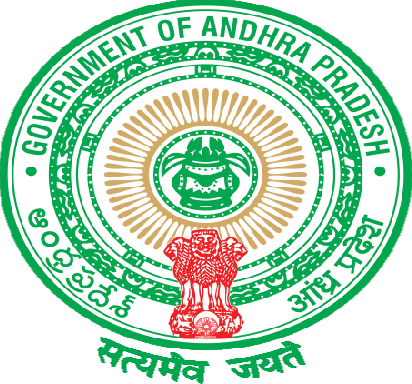 GOVERNMENT OF ANDHRA PRADESH
ఆంధ్రప్రదేశ్
आंध्र प्रदेश
सत्यमेव जयते